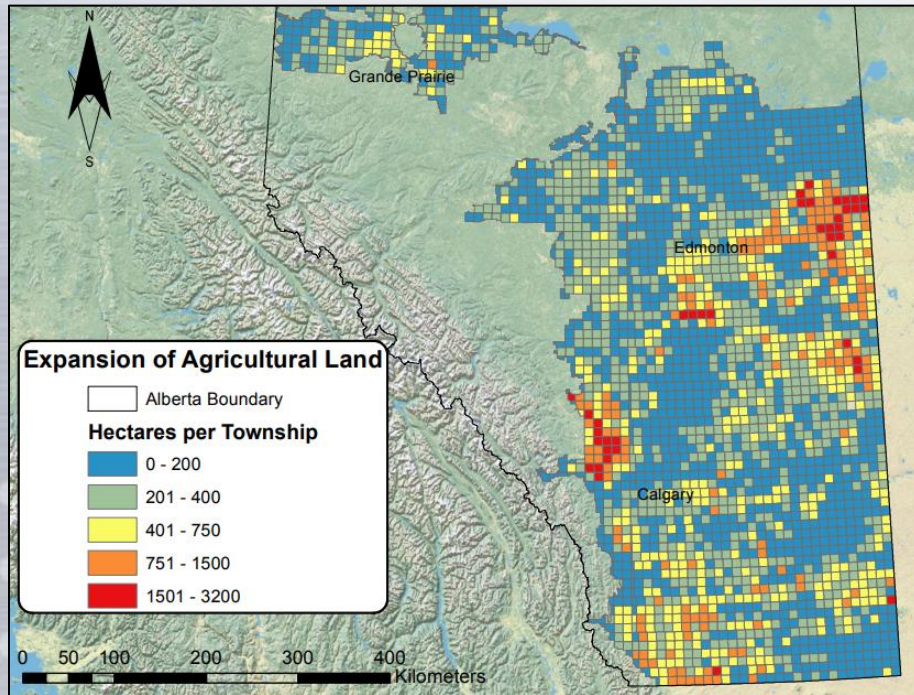 N
S
Grande Prairie
Edmonton
Calgary
Expansion of Agricultural Land
Alberta Boundary
Hectares per Township
0 - 200
201 - 400
401 - 750
751 - 1500
1501 - 3200
0 50 100 200 300 400
Kilometers